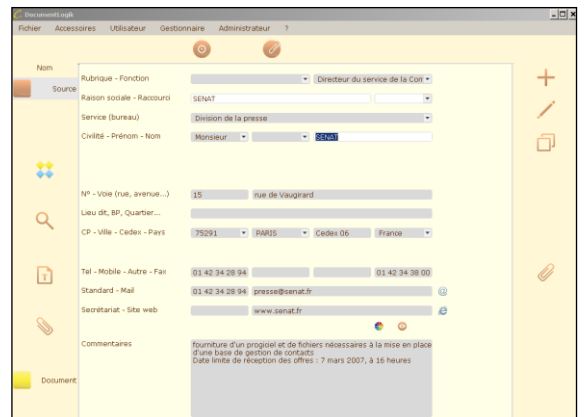 DocumentLogik
Fichier Accessoires Utilisateur Gestionnaire Administrateur ?
Nom
Source
Rubrique - Fonction Directeur du service de la Con
Raison sociale - Raccourci SENAT
Service (bureau) Division de la presse
Civilité - Prénom - Nom Monsieur SENAT
N° - Voie (rue, avenue...) 15 rue de Vaugirard
Lieu dit, BP, Quartier...
CP - Ville - Cedex - Pays 75291 PARIS Cedex 06 France
Tel - Mobile - Autre - Fax 01 42 34 28 94 01 42 34 38 00
Standard - Mail 01 42 34 28 94 presse@senat.fr @
Secrétariat - Site web www.senat.fr
Commentaires fourniture d'un progiciel et de fichiers nécessaires à la mise en place
d'une base de gestion de contacts
Date limite de réception des offres : 7 mars 2007, à 16 heures
Document